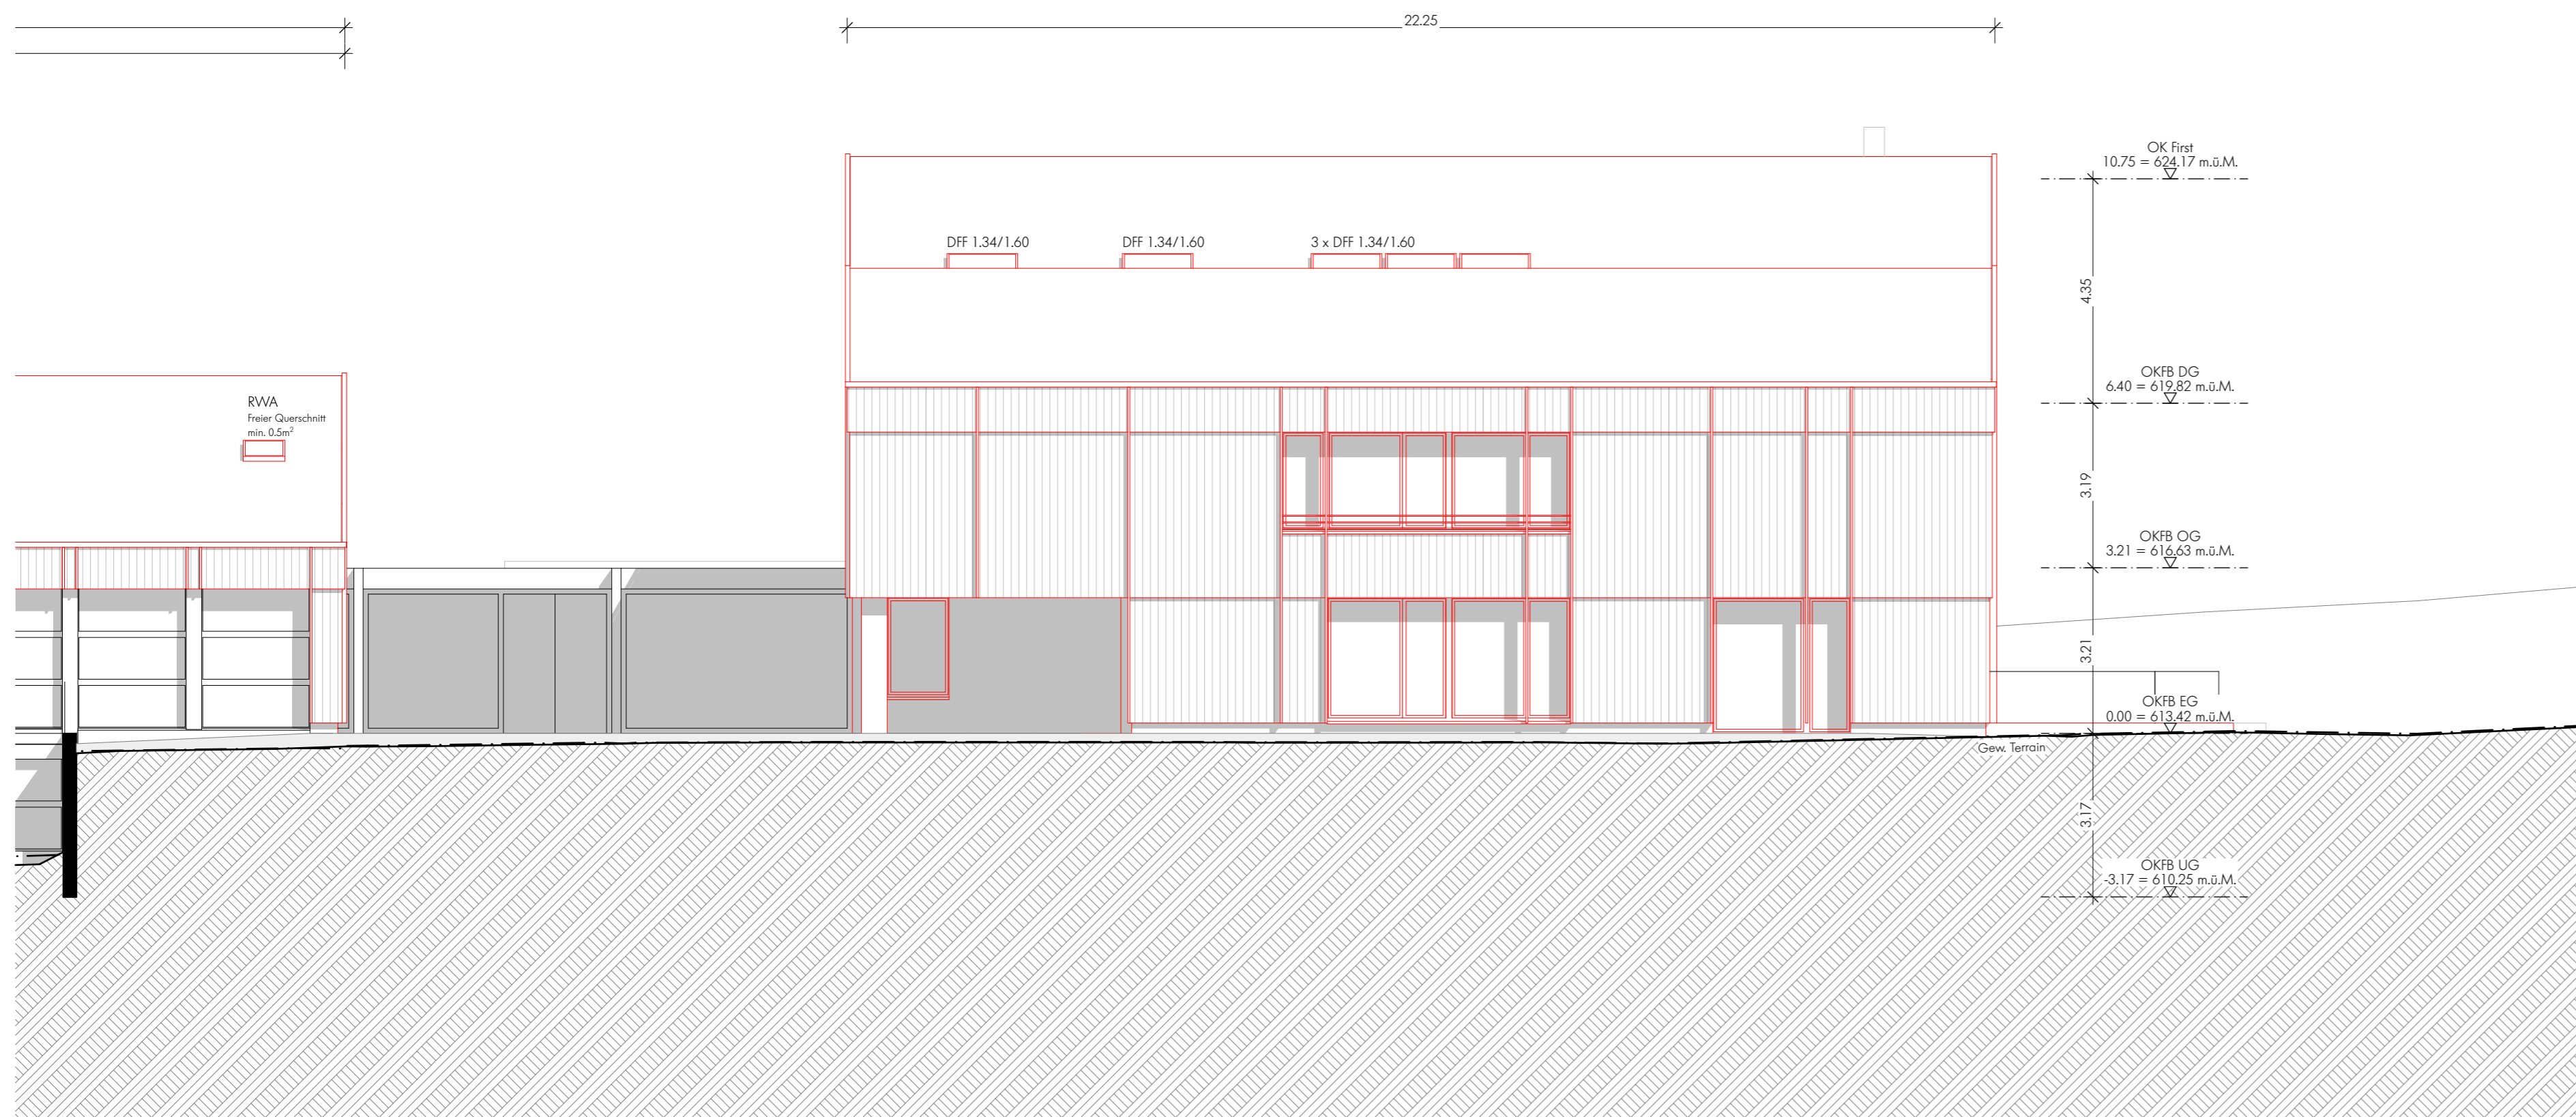 22.25
OK First
10.75 = 624.17 m.ü.M.
DFF 1.34/1.60
DFF 1.34/1.60
3 x DFF 1.34/1.60
4.35
OKFB DG
6.40 = 619.82 m.ü.M.
RWA
Freier Querschnitt
min. 0.5m²
3.19
OKFB OG
3.21 = 616.63 m.ü.M.
3.21
OKFB EG
0.00 = 613.42 m.ü.M.
Gew. Terrain
3.17
OKFB UG
-3.17 = 610.25 m.ü.M.